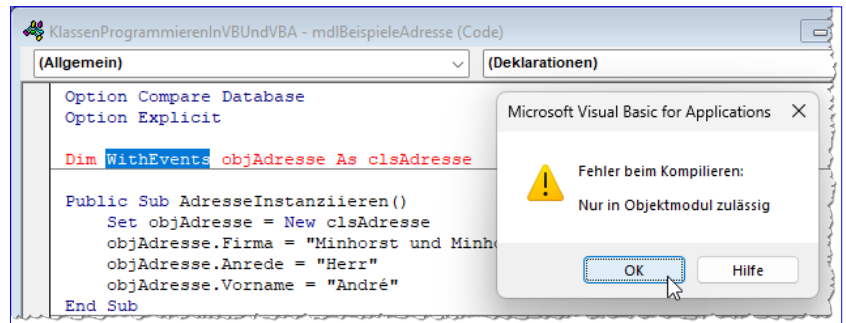 KlassenProgrammierenInVBUndVBA - mdlBeispieleAdresse (Code)
(Allgemein)
(Deklarationen)
Option Compare Database
Option Explicit
Dim WithEvents objAdresse As clsAdresse
Public Sub AdresseInstanziieren()
Set objAdresse = New clsAdresse
objAdresse.Firma = "Minhorst und
objAdresse.Anrede = "Herr"
objAdresse.Vorname = "André"
End Sub
Microsoft Visual Basic for Applications
Fehler beim Kompilieren:
Nur in Objektmodul zulässig
OK
Hilfe